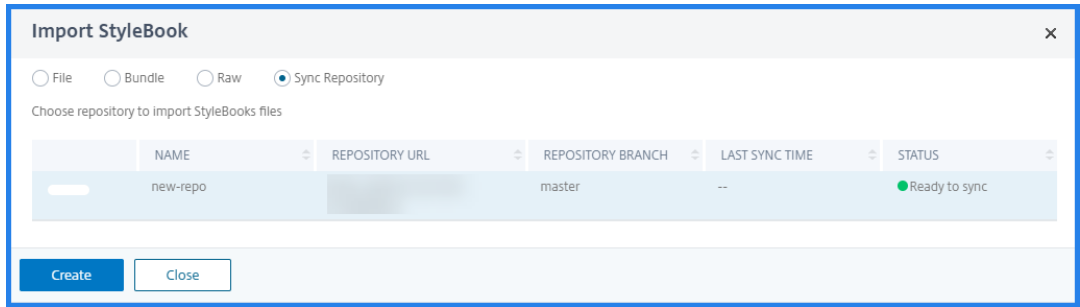 Import StyleBook
File Bundle Raw Sync Repository
Choose repository to import StyleBooks files
NAME REPOSITORY URL REPOSITORY BRANCH LAST SYNC TIME STATUS
new-repo master -- Ready to sync
Create Close